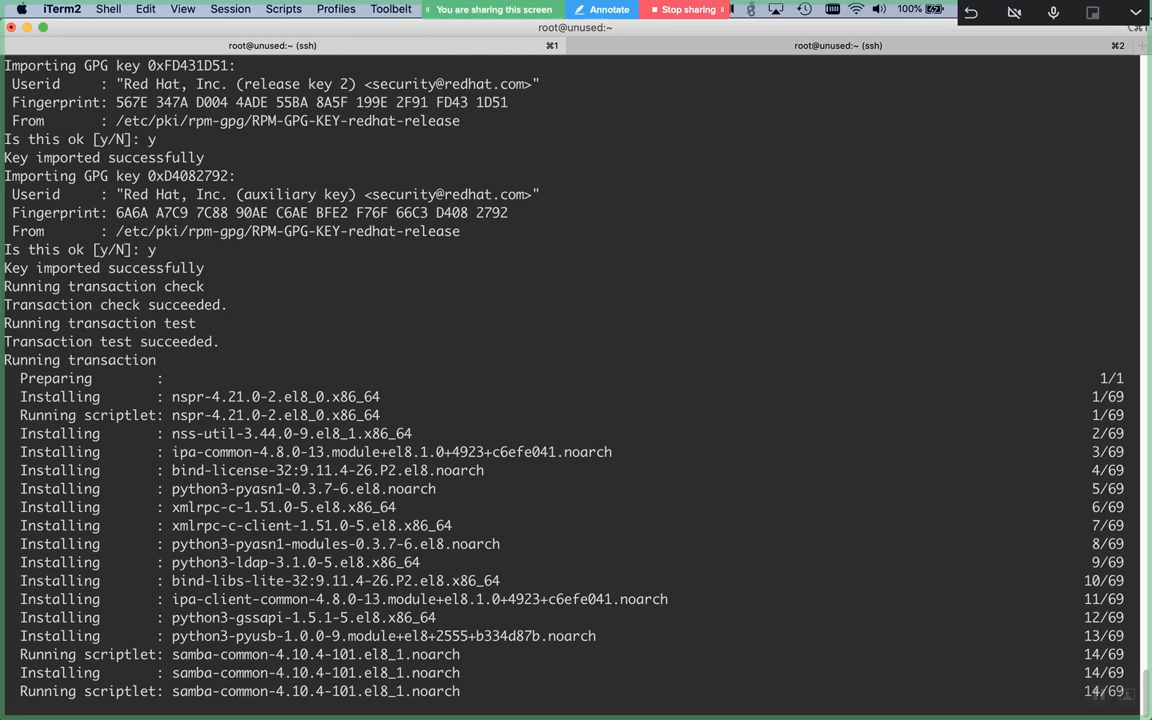 iTerm2 Shell Edit View Session Scripts Profiles Toolbelt You are sharing this screen Annotate Stop sharing 100%
root@unused:~ (ssh)
root@unused:~ (ssh) ⌘1 root@unused:~ (ssh) ⌘2
Importing GPG key 0xFD431D51:
Userid : "Red Hat, Inc. (release key 2) <security@redhat.com>"
Fingerprint: 567E 347A D004 4ADE 55BA 8A5F 199E 2F91 FD43 1D51
From : /etc/pki/rpm-gpg/RPM-GPG-KEY-redhat-release
Is this ok [y/N]: y
Key imported successfully
Importing GPG key 0xD4082792:
Userid : "Red Hat, Inc. (auxiliary key) <security@redhat.com>"
Fingerprint: 6A6A A7C9 7C88 90AE C6AE BFE2 F76F 66C3 D408 2792
From : /etc/pki/rpm-gpg/RPM-GPG-KEY-redhat-release
Is this ok [y/N]: y
Key imported successfully
Running transaction check
Transaction check succeeded.
Running transaction test
Transaction test succeeded.
Running transaction
Preparing : 1/1
Installing : nspr-4.21.0-2.el8_0.x86_64 1/69
Running scriptlet: nspr-4.21.0-2.el8_0.x86_64 1/69
Installing : nss-util-3.44.0-9.el8_1.x86_64 2/69
Installing : ipa-common-4.8.0-13.module+el8.1.0+4923+c6efe041.noarch 3/69
Installing : bind-license-32:9.11.4-26.P2.el8.noarch 4/69
Installing : python3-pyasn1-0.3.7-6.el8.noarch 5/69
Installing : xmlrpc-c-1.51.0-5.el8.x86_64 6/69
Installing : xmlrpc-c-client-1.51.0-5.el8.x86_64 7/69
Installing : python3-pyasn1-modules-0.3.7-6.el8.noarch 8/69
Installing : python3-ldap-3.1.0-5.el8.x86_64 9/69
Installing : bind-libs-lite-32:9.11.4-26.P2.el8.x86_64 10/69
Installing : ipa-client-common-4.8.0-13.module+el8.1.0+4923+c6efe041.noarch 11/69
Installing : python3-gssapi-1.5.1-5.el8.x86_64 12/69
Installing : python3-pyusb-1.0.0-9.module+el8+2555+b334d87b.noarch 13/69
Running scriptlet: samba-common-4.10.4-101.el8_1.noarch 14/69
Installing : samba-common-4.10.4-101.el8_1.noarch 14/69
Running scriptlet: samba-common-4.10.4-101.el8_1.noarch 14/69